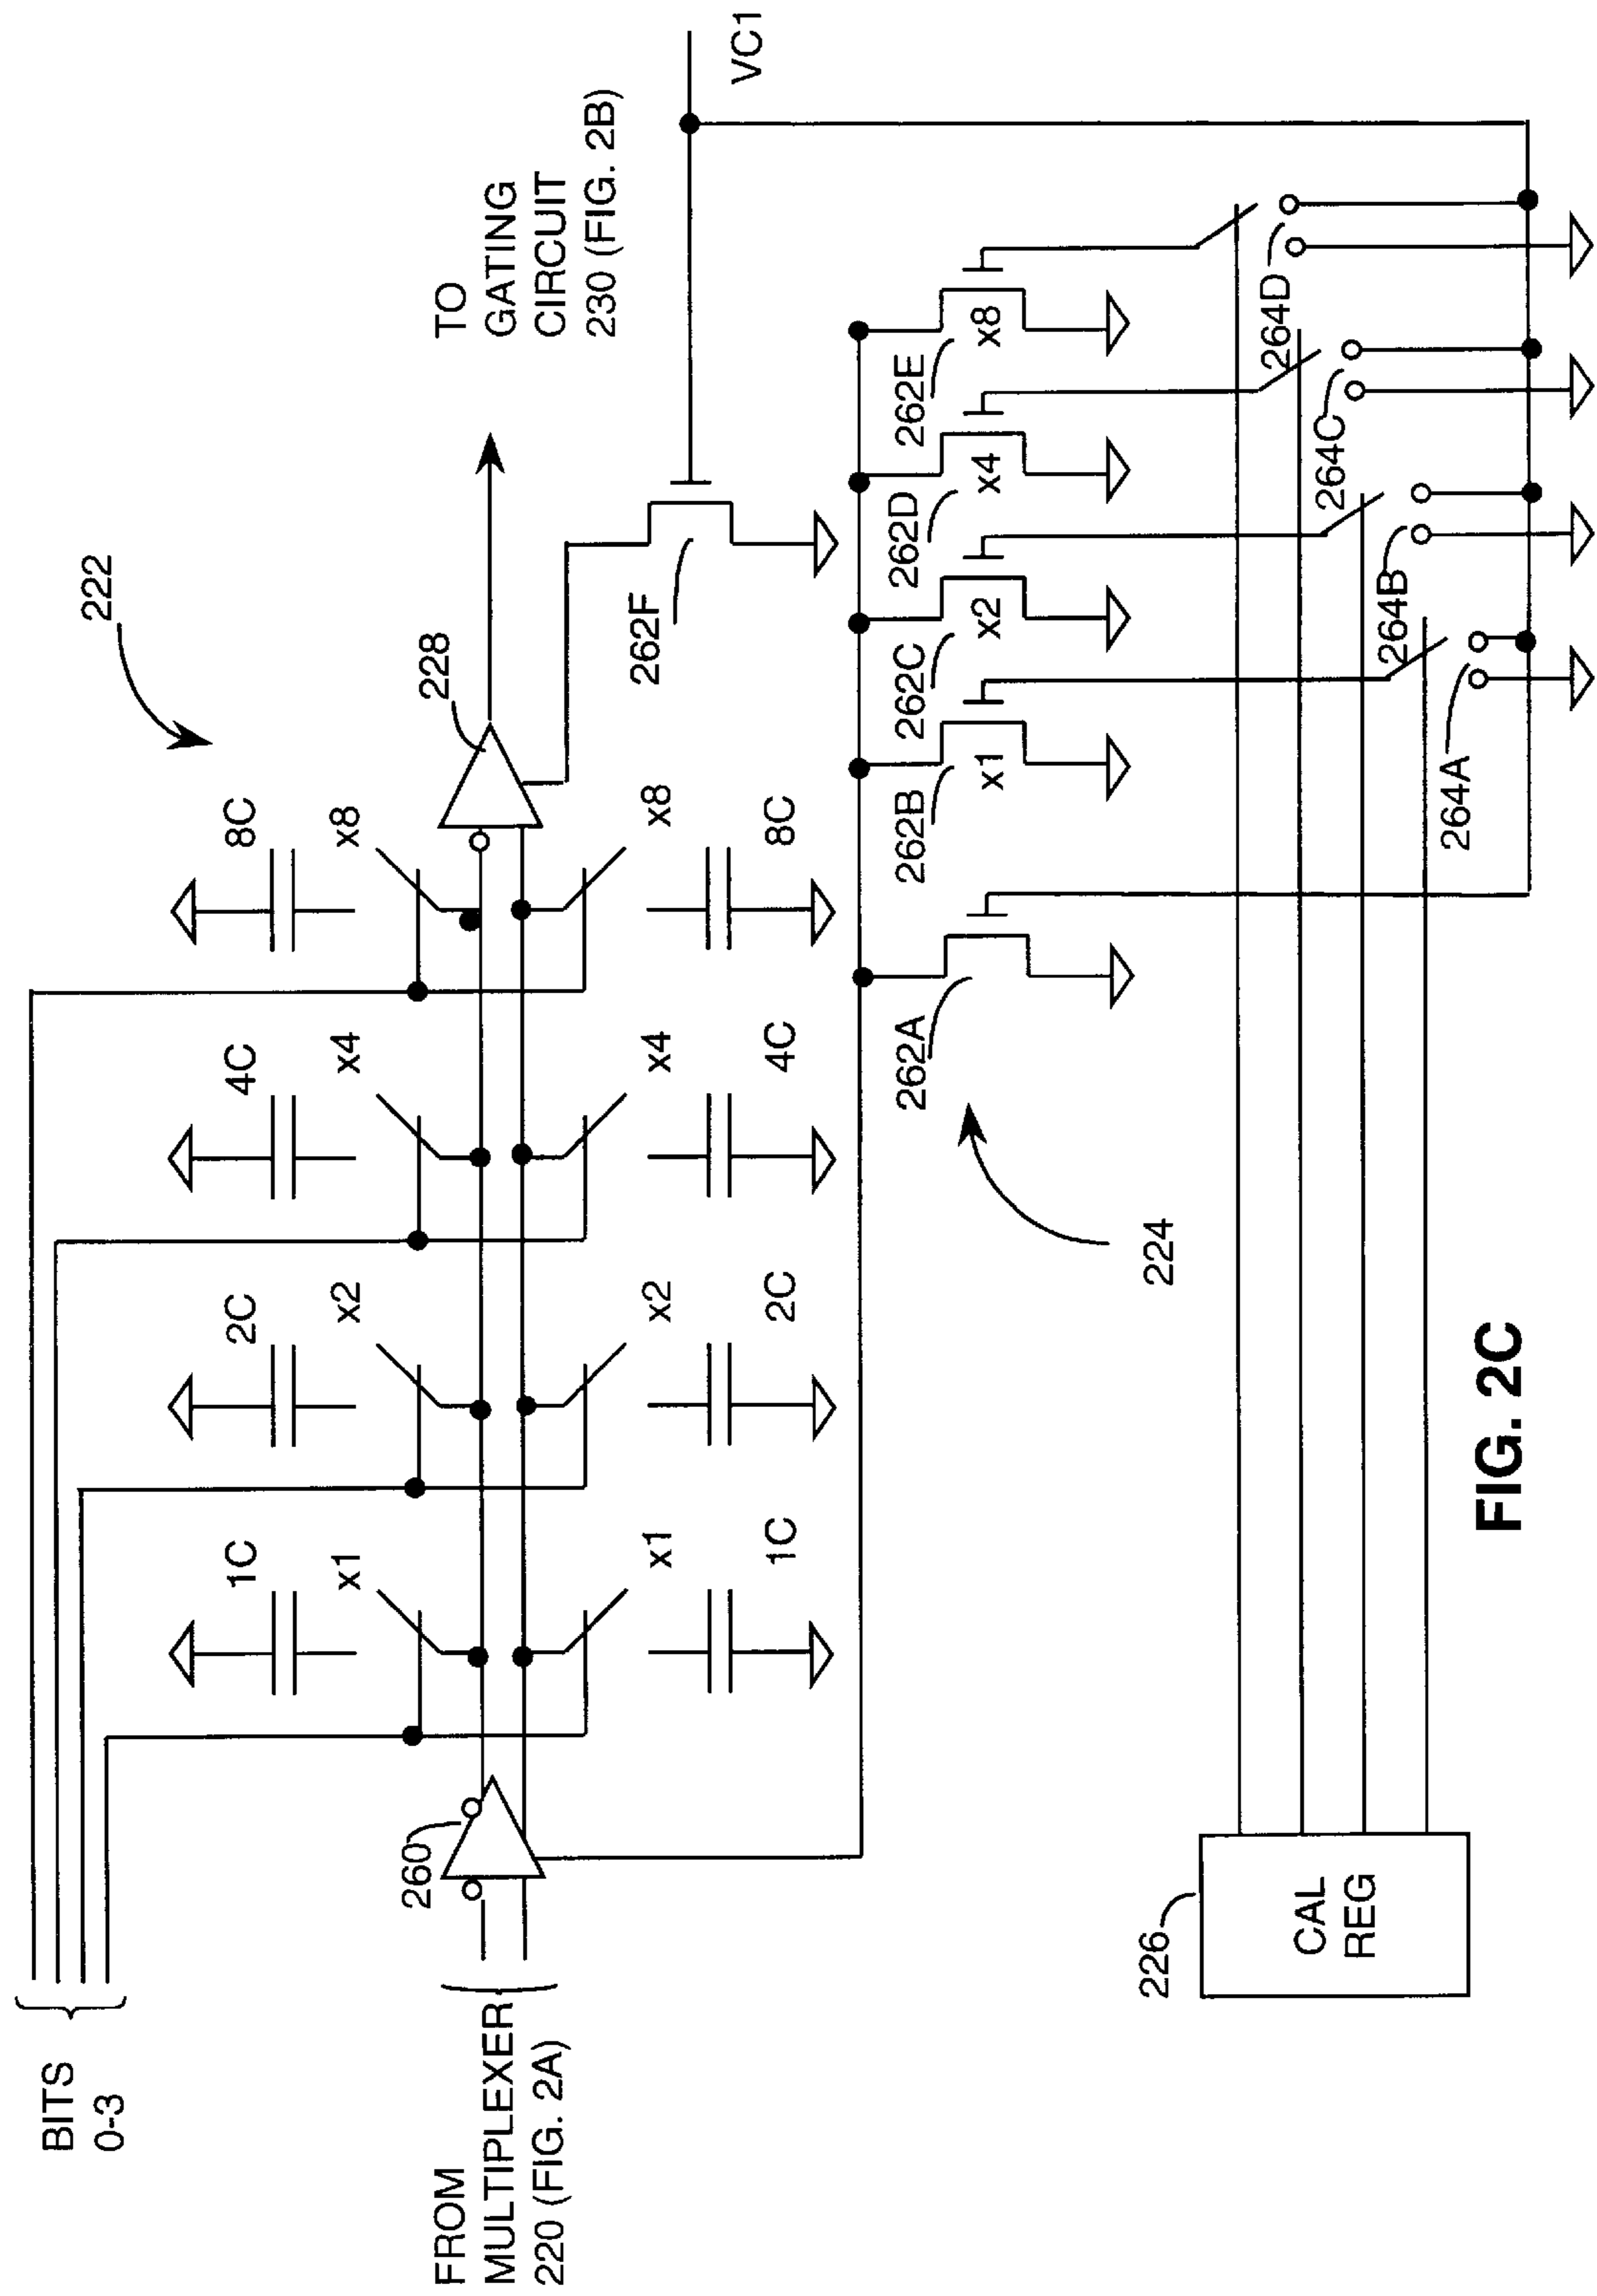 222
BITS
0-3
8C
4C
2C
1C
x8
x4
x2
x1
TO
GATING
CIRCUIT
230 (FIG. 2B)
VC1
228
260
FROM
MULTIPLEXER
220 (FIG. 2A)
x8
x4
x2
x1
8C
4C
2C
1C
262F
262A
262B
262C
262D
262E
x1
x2
x4
x8
224
264A
264B
264C
264D
226
CAL
REG
FIG. 2C